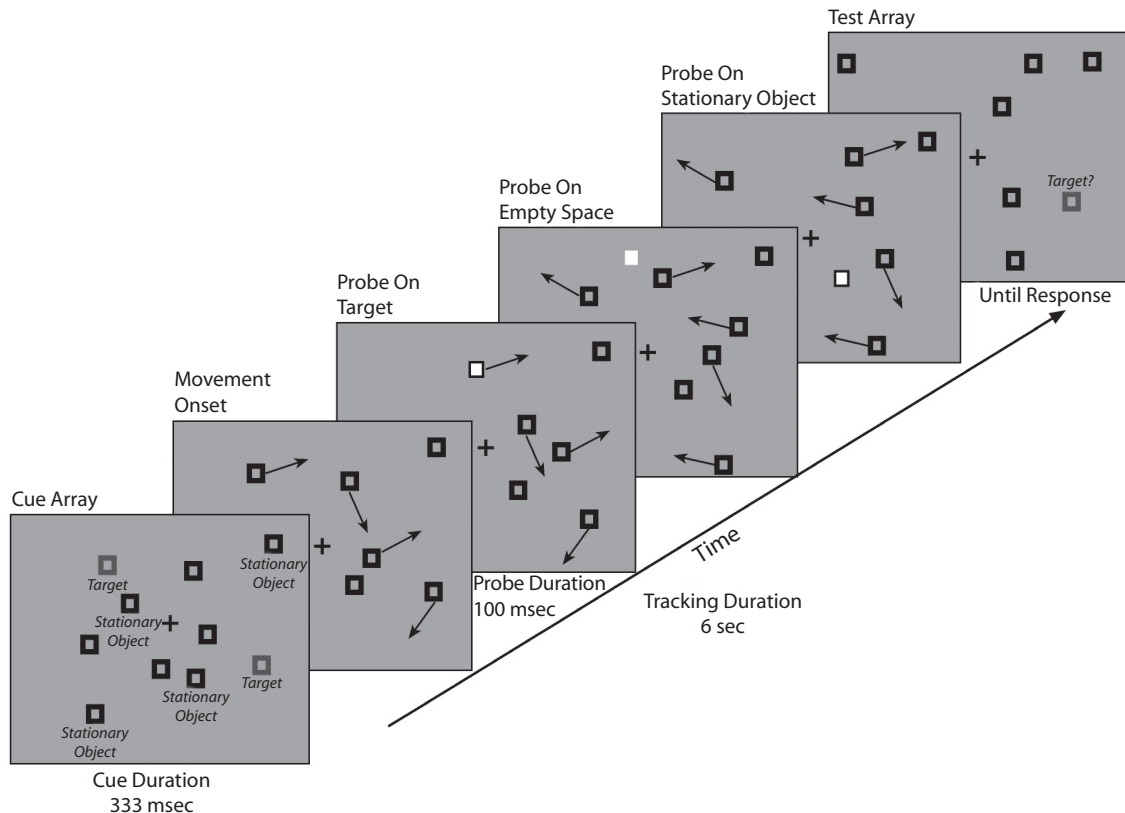 Test Array
Probe On
Stationary Object
Target?
Until Response
Probe On
Empty Space
Probe On
Target
Movement
Onset
Probe Duration
100 msec
Time
Tracking Duration
6 sec
Cue Array
Target
Stationary
Object
Stationary
Object
Target
Stationary
Object
Stationary
Object
Cue Duration
333 msec